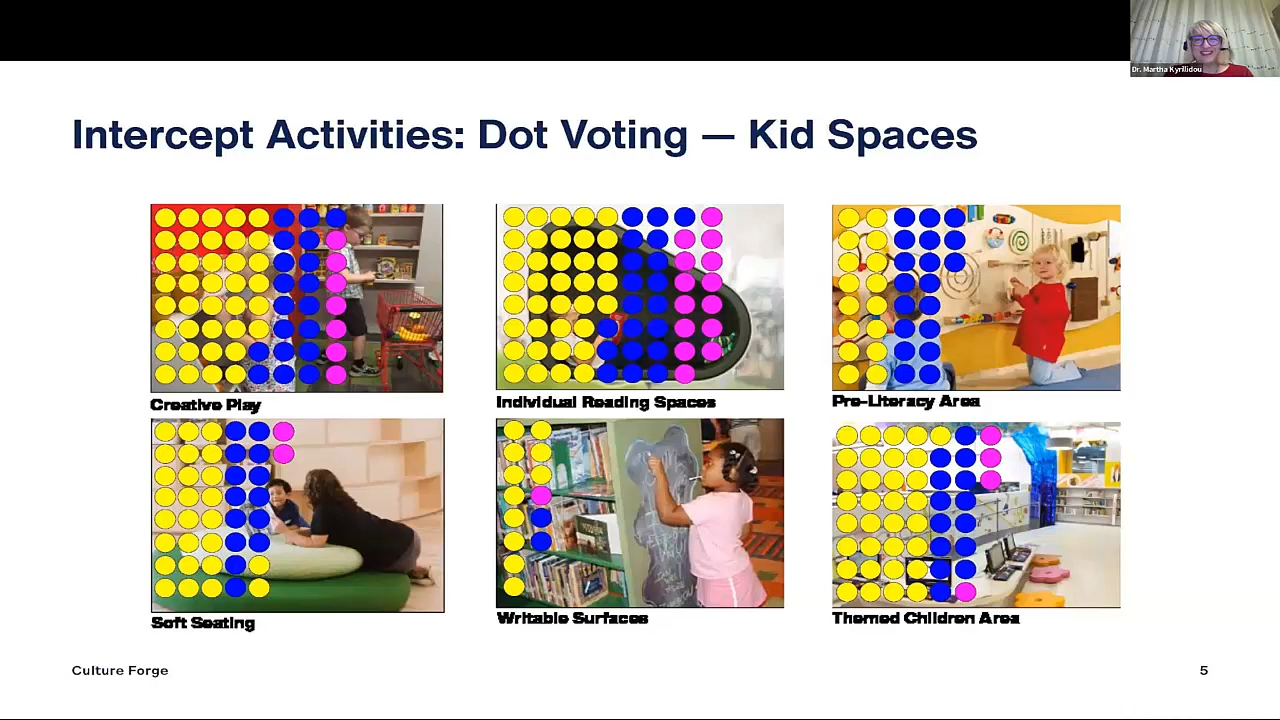 Dr. Martha Kyrillidou
Intercept Activities: Dot Voting — Kid Spaces
Creative Play
Individual Reading Spaces
Pre-Literacy Area
Soft Seating
Writable Surfaces
Themed Children Area
Culture Forge
5